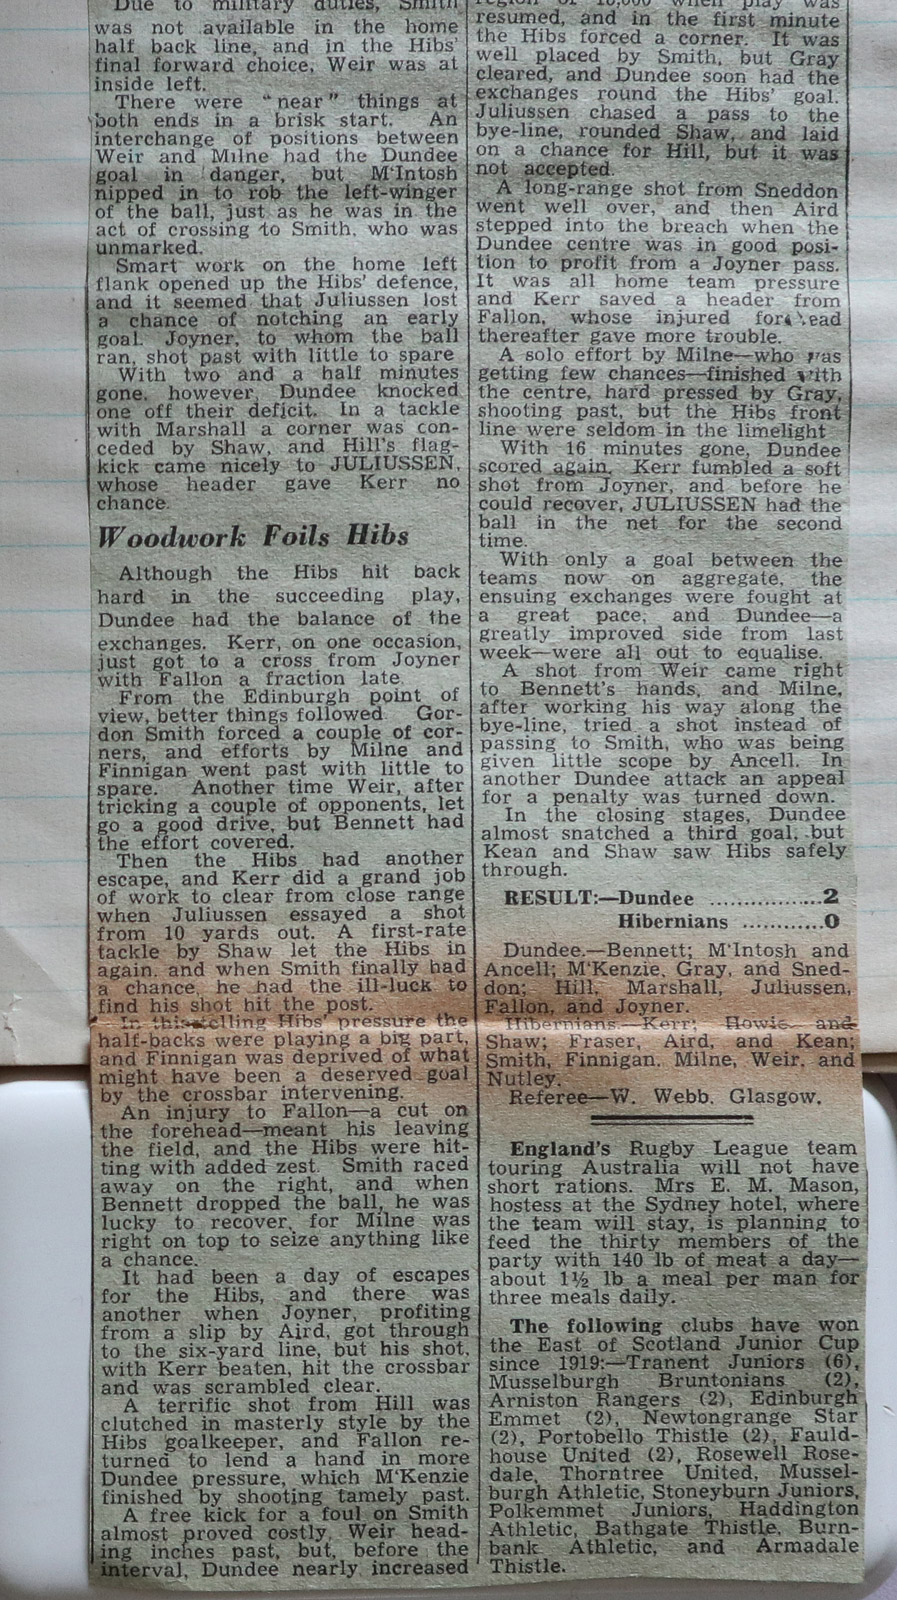 Due to military duties, Smith
was not available in the home
half back line, and in the Hibs'
final forward choice, Weir was at
inside left.
There were "near" things at
both ends in a brisk start. An
interchange of positions between
Weir and Milne had the Dundee
goal in danger, but M'Intosh
nipped in to rob the left-winger
of the ball, just as he was in the
act of crossing to Smith, who was
unmarked.
Smart work on the home left
flank opened up the Hibs' defence,
and it seemed that Juliussen lost
a chance of notching an early
goal. Joyner, to whom the ball
ran, shot past with little to spare
With two and a half minutes
gone, however, Dundee knocked
one off their deficit. In a tackle
with Marshall a corner was con-
ceded by Shaw, and Hill's flag-
kick came nicely to JULIUSSEN,
whose header gave Kerr no
chance.
Woodwork Foils Hibs
Although the Hibs hit back
hard in the succeeding play,
Dundee had the balance of the
exchanges. Kerr, on one occasion,
just got to a cross from Joyner
with Fallon a fraction late.
From the Edinburgh point of
view, better things followed Gor-
don Smith forced a couple of cor-
ners, and efforts by Milne and
Finnigan went past with little to
spare. Another time Weir, after
tricking a couple of opponents, let
go a good drive, but Bennett had
the effort covered.
Then the Hibs had another
escape, and Kerr did a grand job
of work to clear from close range
when Juliussen essayed a shot
from 10 yards out. A first-rate
tackle by Shaw let the Hibs in
again, and when Smith finally had
a chance, he had the ill-luck to
find his shot hit the post.
In this telling Hibs' pressure the
half-backs were playing a big part,
and Finnigan was deprived of what
might have been a deserved goal
by the crossbar intervening.
An injury to Fallon—a cut on
the forehead—meant his leaving
the field, and the Hibs were hit-
ting with added zest. Smith raced
away on the right, and when
Bennett dropped the ball, he was
lucky to recover, for Milne was
right on top to seize anything like
a chance.
It had been a day of escapes
for the Hibs, and there was
another when Joyner, profiting
from a slip by Aird, got through
to the six-yard line, but his shot,
with Kerr beaten, hit the crossbar
and was scrambled clear.
A terrific shot from Hill was
clutched in masterly style by the
Hibs goalkeeper, and Fallon re-
turned to lend a hand in more
Dundee pressure, which M'Kenzie
finished by shooting tamely past.
A free kick for a foul on Smith
almost proved costly, Weir head-
ing inches past, but, before the
interval, Dundee nearly increased
region of 10,000 when play was
resumed, and in the first minute
the Hibs forced a corner. It was
well placed by Smith, but Gray
cleared, and Dundee soon had the
exchanges round the Hibs' goal.
Juliussen chased a pass to the
bye-line, rounded Shaw, and laid
on a chance for Hill, but it was
not accepted.
A long-range shot from Sneddon
went well over, and then Aird
stepped into the breach when the
Dundee centre was in good posi-
tion to profit from a Joyner pass.
It was all home team pressure
and Kerr saved a header from
Fallon, whose injured forehead
thereafter gave more trouble.
A solo effort by Milne—who was
getting few chances—finished with
the centre, hard pressed by Gray,
shooting past, but the Hibs front
line were seldom in the limelight
With 16 minutes gone, Dundee
scored again. Kerr fumbled a soft
shot from Joyner, and before he
could recover, JULIUSSEN had the
ball in the net for the second
time.
With only a goal between the
teams now on aggregate, the
ensuing exchanges were fought at
a great pace, and Dundee—a
greatly improved side from last
week—were all out to equalise.
A shot from Weir came right
to Bennett's hands, and Milne,
after working his way along the
bye-line, tried a shot instead of
passing to Smith, who was being
given little scope by Ancell. In
another Dundee attack an appeal
for a penalty was turned down.
In the closing stages, Dundee
almost snatched a third goal, but
Kean and Shaw saw Hibs safely
through.
RESULT:—Dundee ...............2
Hibernians ............0
Dundee.—Bennett; M'Intosh and
Ancell; M'Kenzie, Gray, and Sned-
don; Hill, Marshall, Juliussen,
Fallon, and Joyner.
Hibernians.—Kerr; Howie and
Shaw; Fraser, Aird, and Kean;
Smith, Finnigan, Milne, Weir, and
Nutley.
Referee—W. Webb, Glasgow.
England's Rugby League team
touring Australia will not have
short rations. Mrs E. M. Mason,
hostess at the Sydney hotel, where
the team will stay, is planning to
feed the thirty members of the
party with 140 lb of meat a day—
about 1½ lb a meal per man for
three meals daily.
The following clubs have won
the East of Scotland Junior Cup
since 1919:—Tranent Juniors (6),
Musselburgh Bruntonians (2),
Arniston Rangers (2), Edinburgh
Emmet (2), Newtongrange Star
(2), Portobello Thistle (2), Fauld-
house United (2), Rosewell Rose-
dale, Thorntree United, Mussel-
burgh Athletic, Stoneyburn Juniors,
Polkemmet Juniors, Haddington
Athletic, Bathgate Thistle, Burn-
bank Athletic, and Armadale
Thistle.